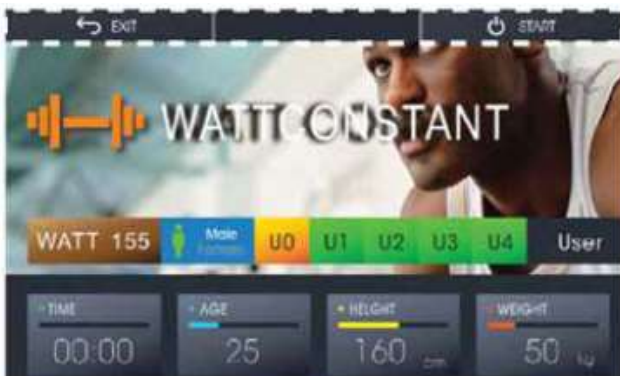 EXIT START
WATTCONSTANT
WATT 155 Male U0 U1 U2 U3 U4 User
TIME AGE HEIGHT WEIGHT
00:00 25 160 cm 50 kg